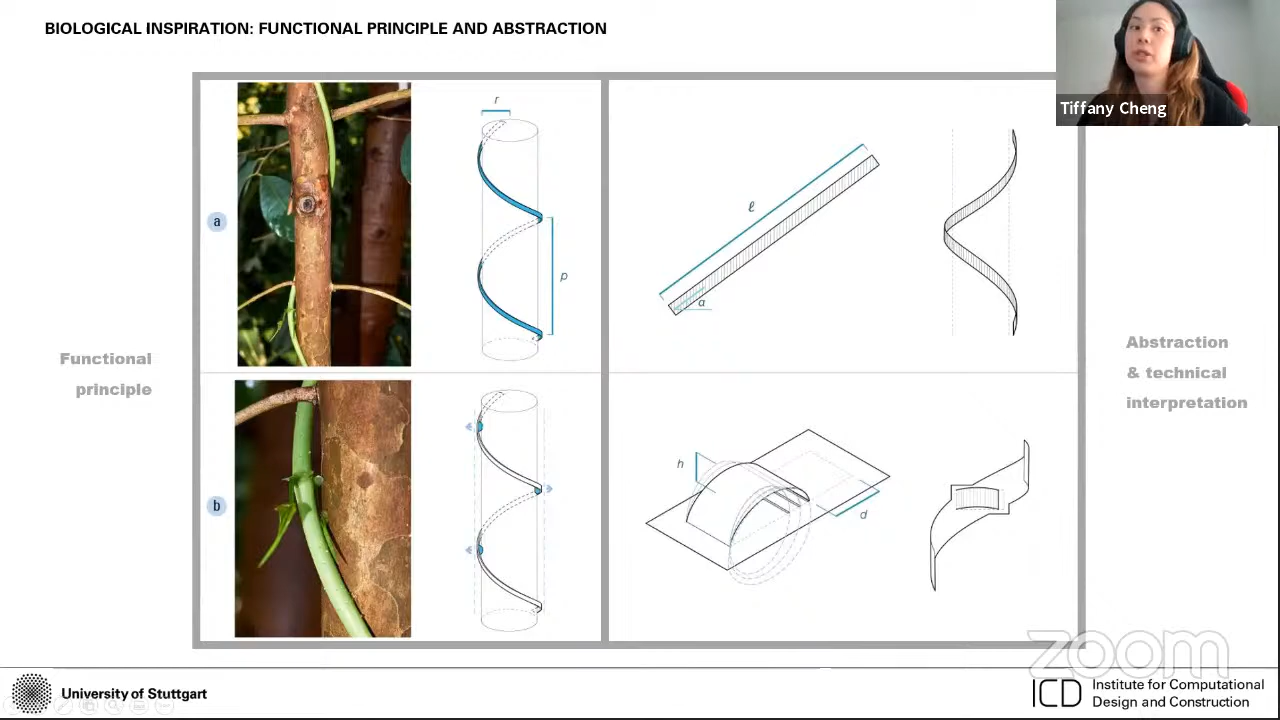 BIOLOGICAL INSPIRATION: FUNCTIONAL PRINCIPLE AND ABSTRACTION
Tiffany Cheng
r
ℓ
a
p
α
Functional
principle
Abstraction
& technical
interpretation
b
h
d
zoom
University of Stuttgart
ICD
Institute for Computational
Design and Construction